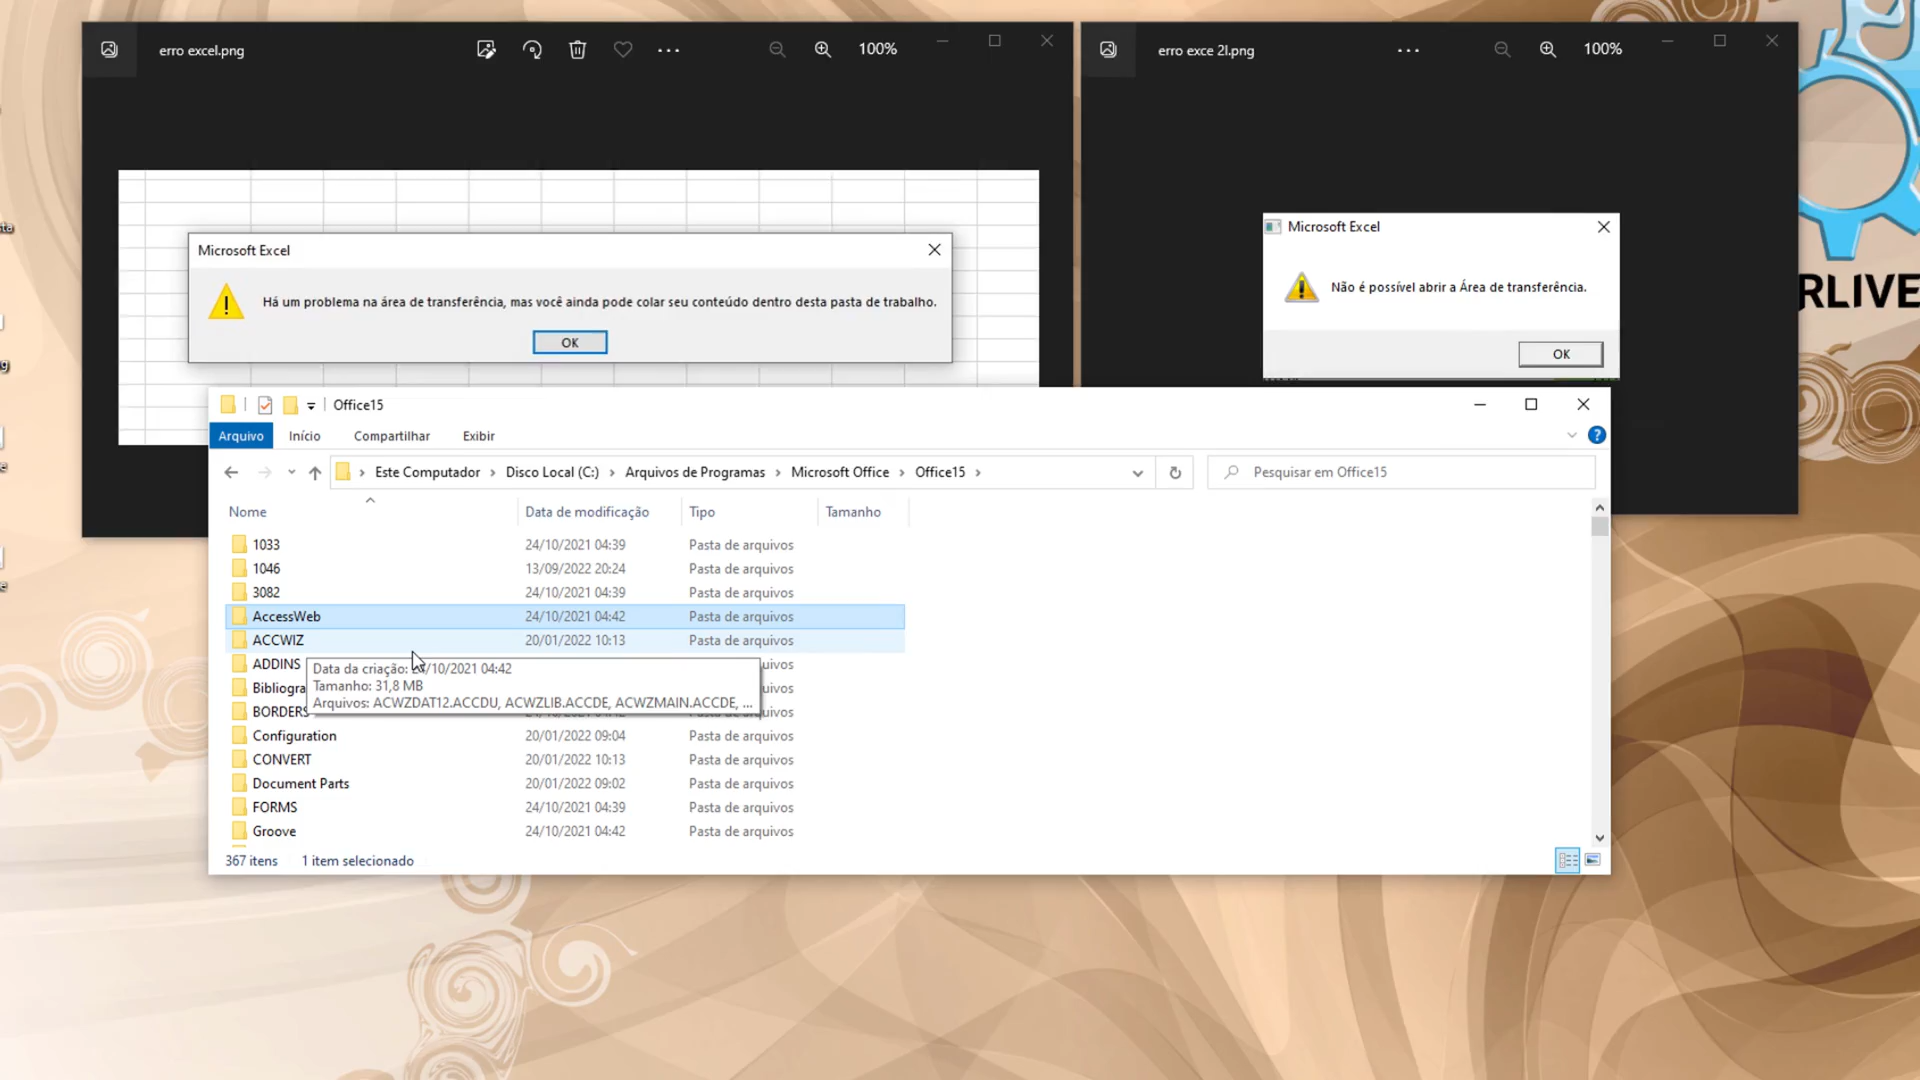 erro excel.png
100%
erro exce 2l.png
100%
RLIVE
Microsoft Excel
Há um problema na área de transferência, mas você ainda pode colar seu conteúdo dentro desta pasta de trabalho.
OK
Microsoft Excel
Não é possível abrir a Área de transferência.
OK
Office15
Arquivo Início Compartilhar Exibir
Este Computador > Disco Local (C:) > Arquivos de Programas > Microsoft Office > Office15 >
Pesquisar em Office15
Nome Data de modificação Tipo Tamanho
1033 24/10/2021 04:39 Pasta de arquivos
1046 13/09/2022 20:24 Pasta de arquivos
3082 24/10/2021 04:39 Pasta de arquivos
AccessWeb 24/10/2021 04:42 Pasta de arquivos
ACCWIZ 20/01/2022 10:13 Pasta de arquivos
ADDINS
Data da criação: /10/2021 04:42
Tamanho: 31,8 MB
Arquivos: ACWZDAT12.ACCDU, ACWZLIB.ACCDE, ACWZMAIN.ACCDE, ...
uivos
Bibliogra uivos
BORDERS uivos
Configuration 20/01/2022 09:04 Pasta de arquivos
CONVERT 20/01/2022 10:13 Pasta de arquivos
Document Parts 20/01/2022 09:02 Pasta de arquivos
FORMS 24/10/2021 04:39 Pasta de arquivos
Groove 24/10/2021 04:42 Pasta de arquivos
367 itens 1 item selecionado